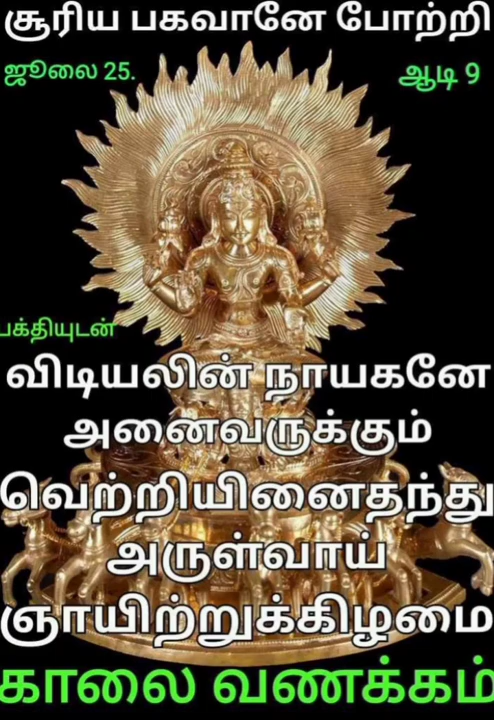 சூரிய பகவானே போற்றி
ஜூலை 25. ஆடி 9
பக்தியுடன்
விடியலின் நாயகனே
அனைவருக்கும்
வெற்றியினைதந்து
அருள்வாய்
ஞாயிற்றுக்கிழமை
காலை வணக்கம்